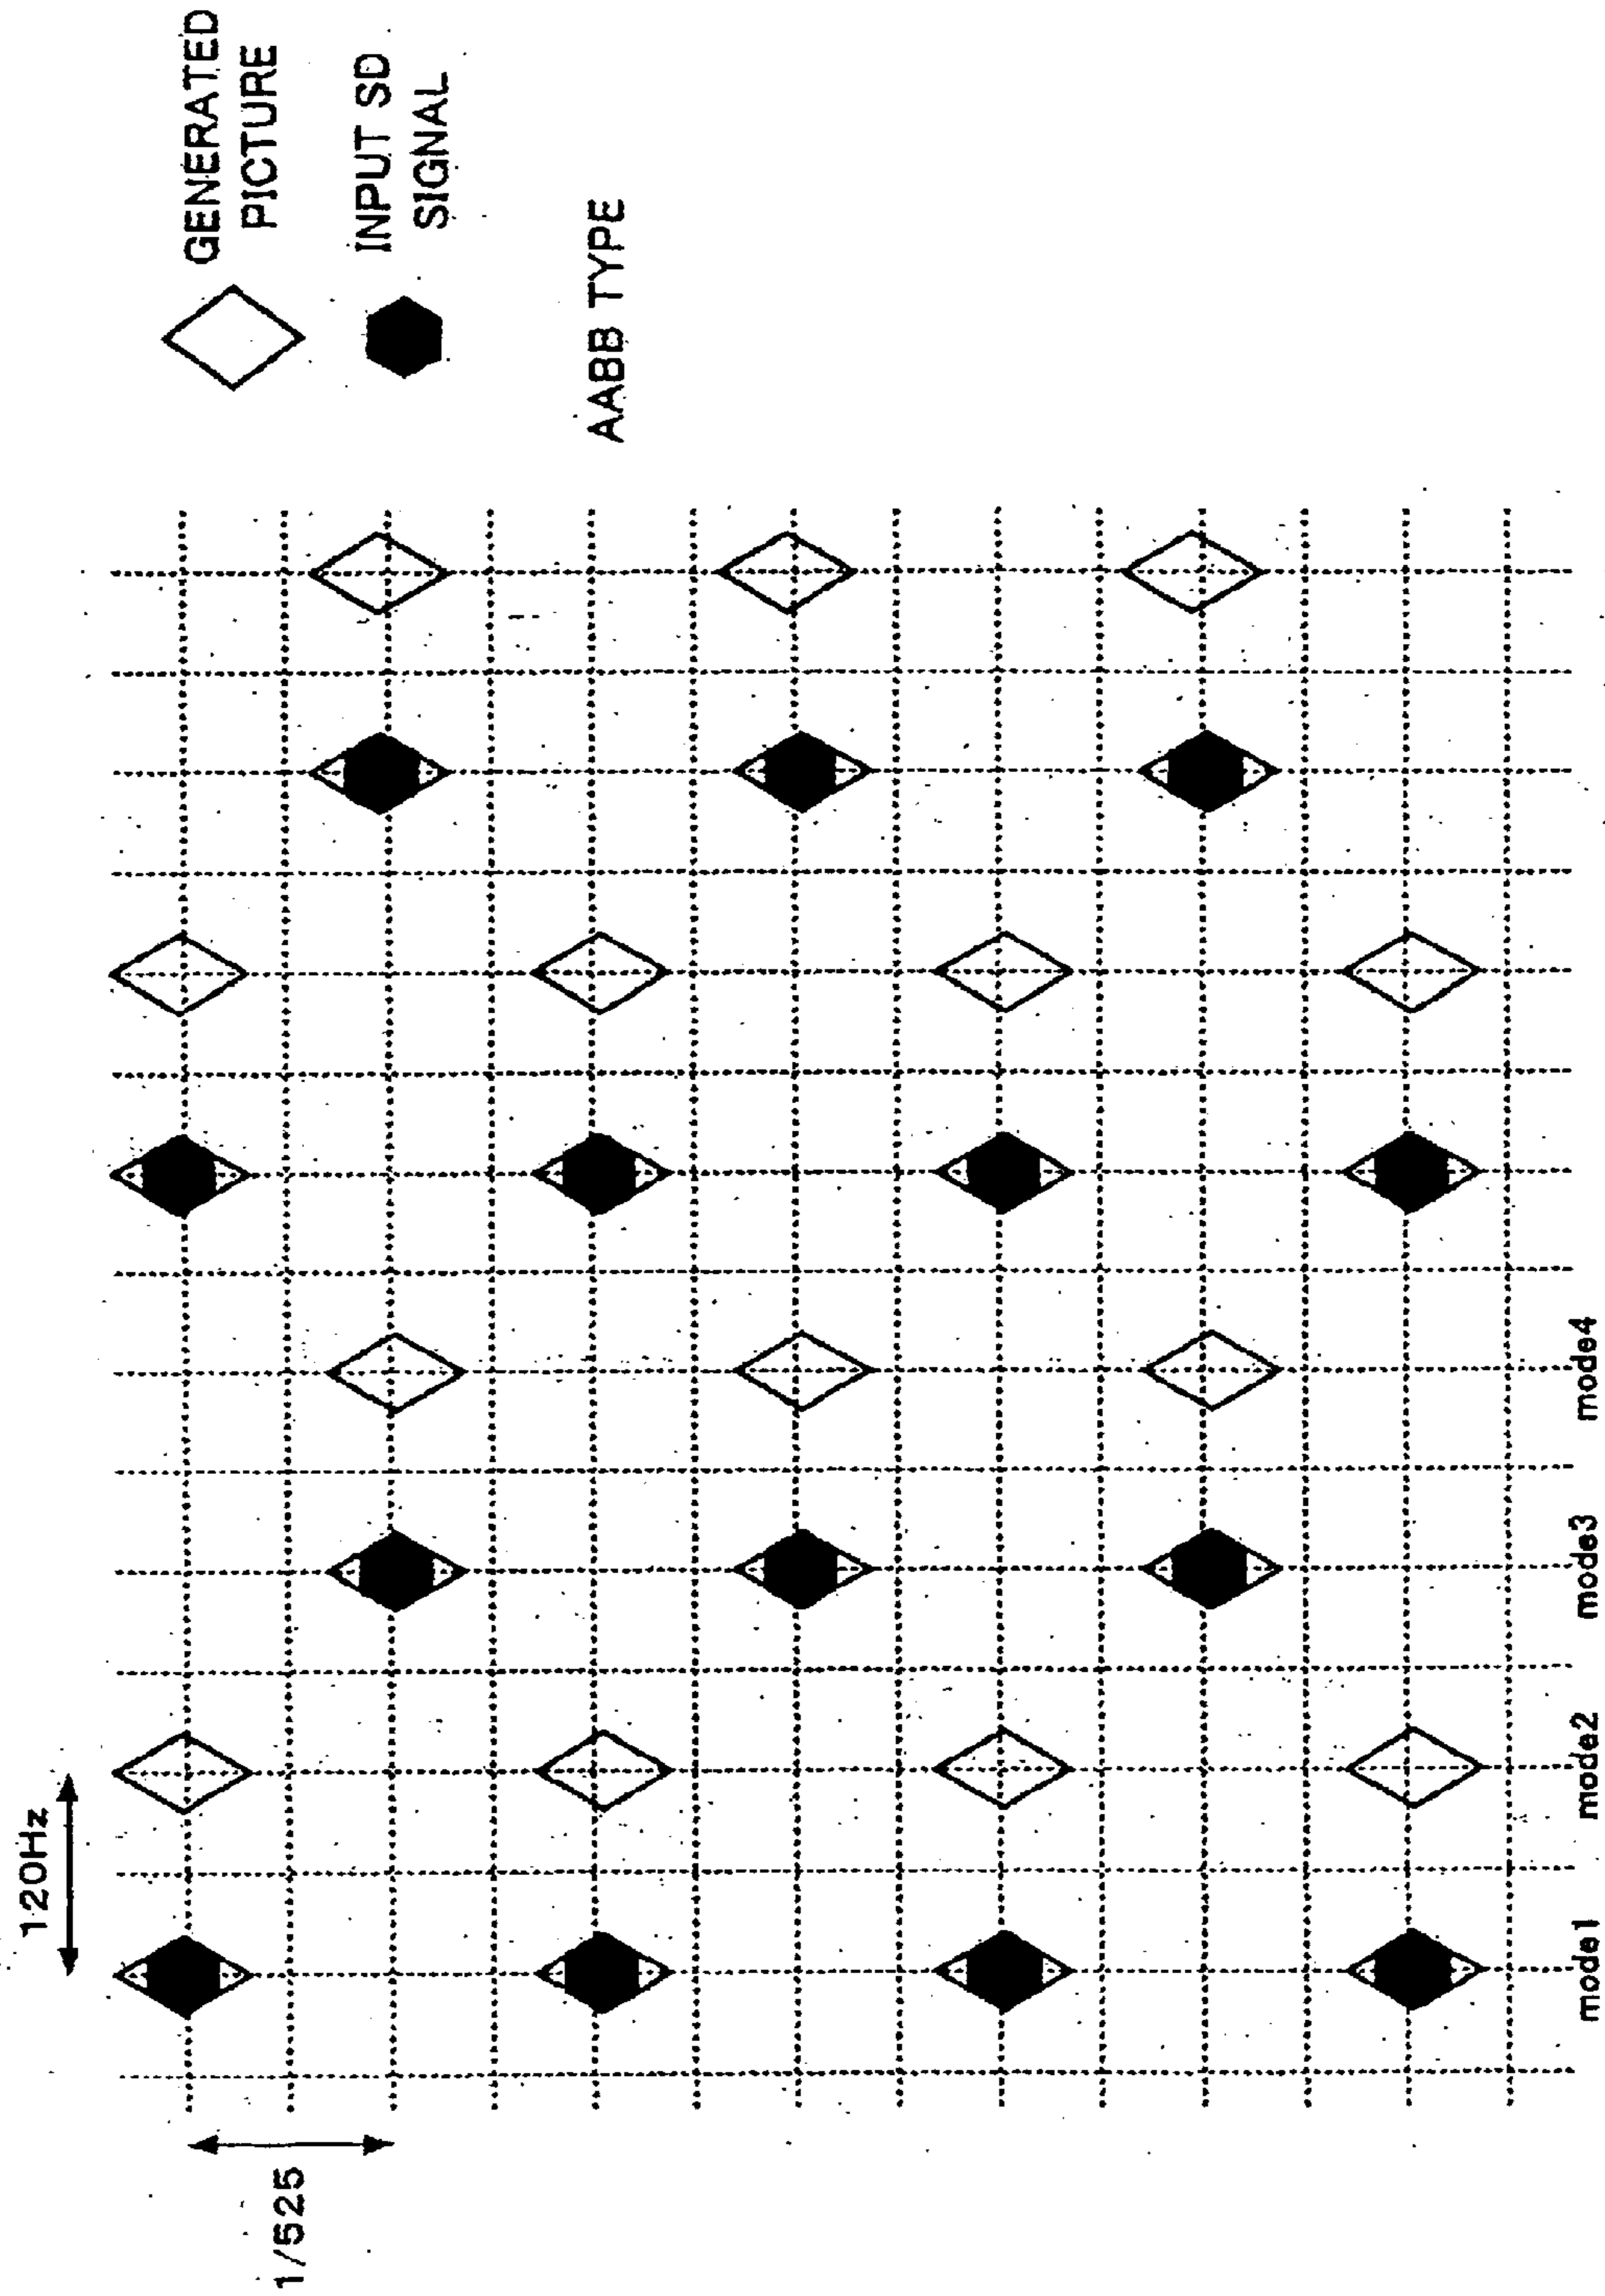 120Hz
1/525
GENERATED
PICTURE
INPUT SD
SIGNAL
AABB TYPE
mode1
mode2
mode3
mode4